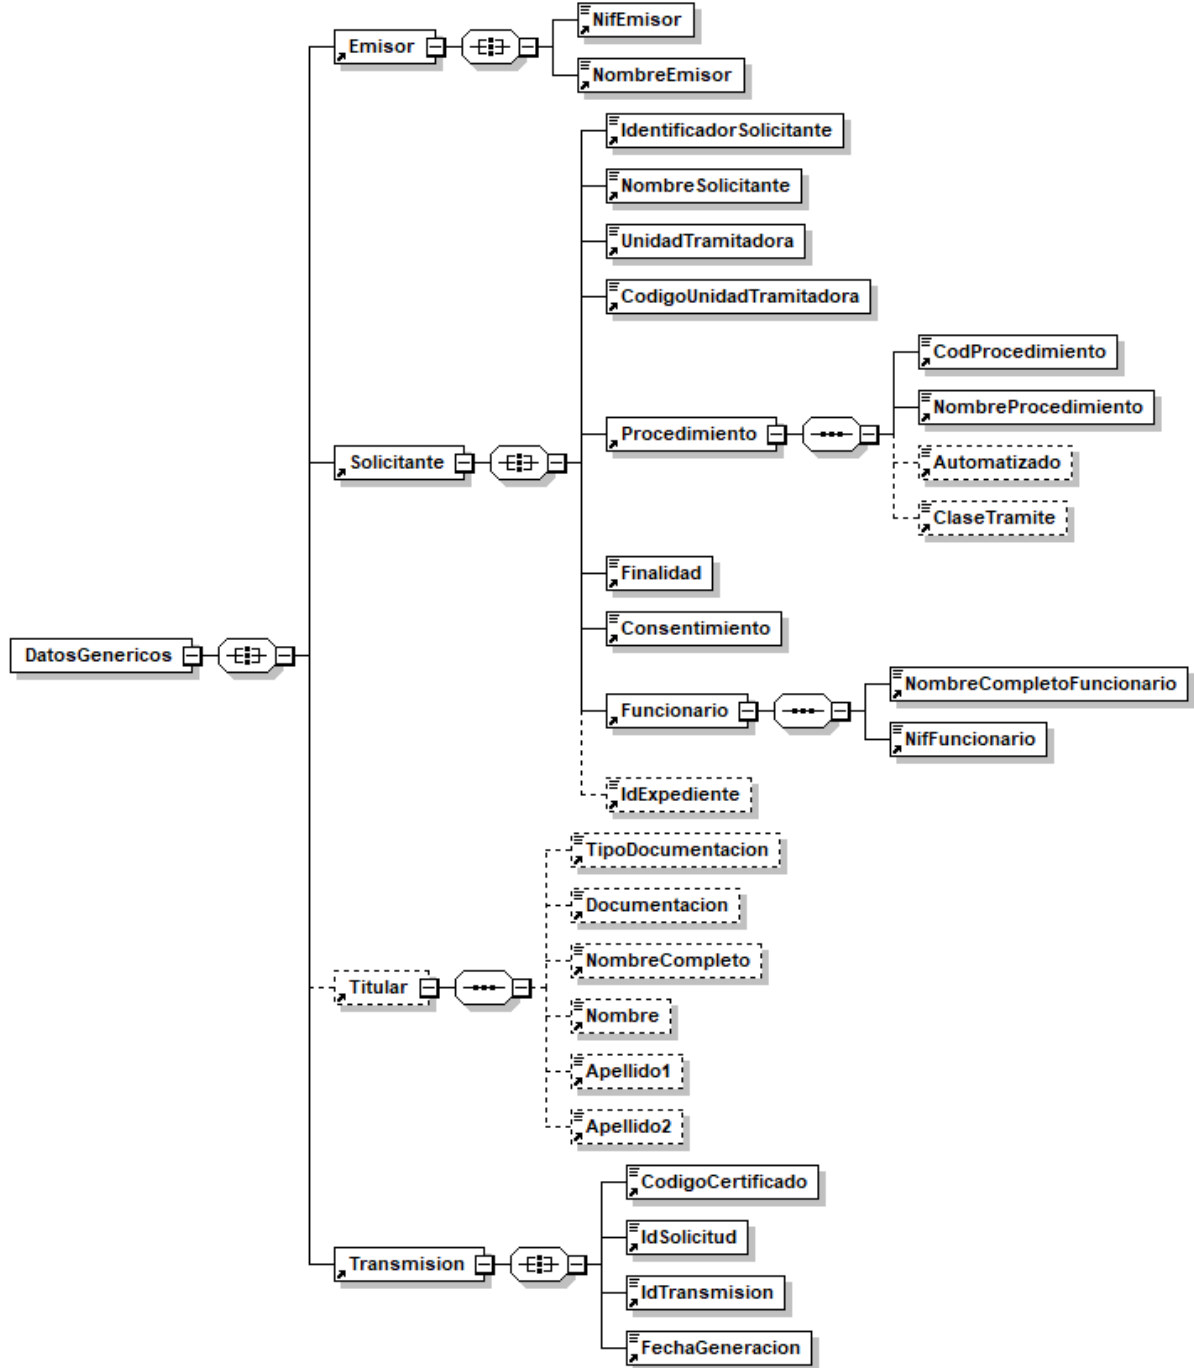 NifEmisor
Emisor
NombreEmisor
IdentificadorSolicitante
NombreSolicitante
UnidadTramitadora
CodigoUnidadTramitadora
CodProcedimiento
NombreProcedimiento
Procedimiento
Solicitante
Automatizado
ClaseTramite
Finalidad
Consentimiento
DatosGenericos
NombreCompletoFuncionario
Funcionario
NifFuncionario
IdExpediente
TipoDocumentacion
Documentacion
NombreCompleto
Titular
Nombre
Apellido1
Apellido2
CodigoCertificado
IdSolicitud
Transmision
IdTransmision
FechaGeneracion